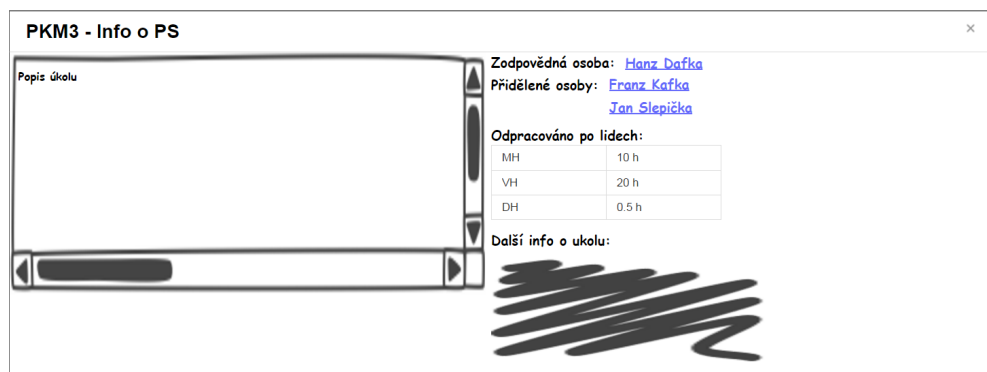 PKM3 - Info o PS
×
Popis úkolu
Zodpovědná osoba: Hanz Dafka
Přidělené osoby: Franz Kafka
Jan Slepička
Odpracováno po lidech:
MH 10 h
VH 20 h
DH 0.5 h
Další info o ukolu: